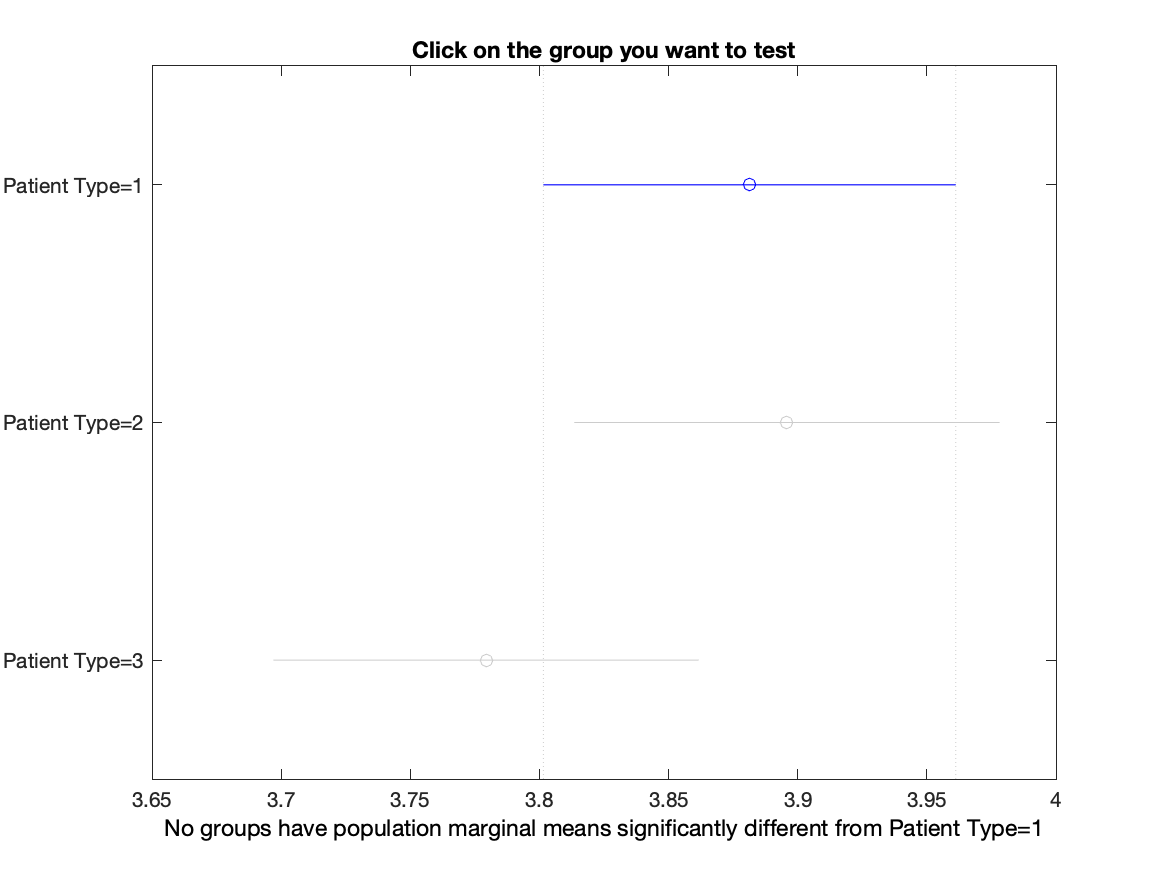 Click on the group you want to test
Patient Type=1
Patient Type=2
Patient Type=3
3.65 3.7 3.75 3.8 3.85 3.9 3.95 4
No groups have population marginal means significantly different from Patient Type=1